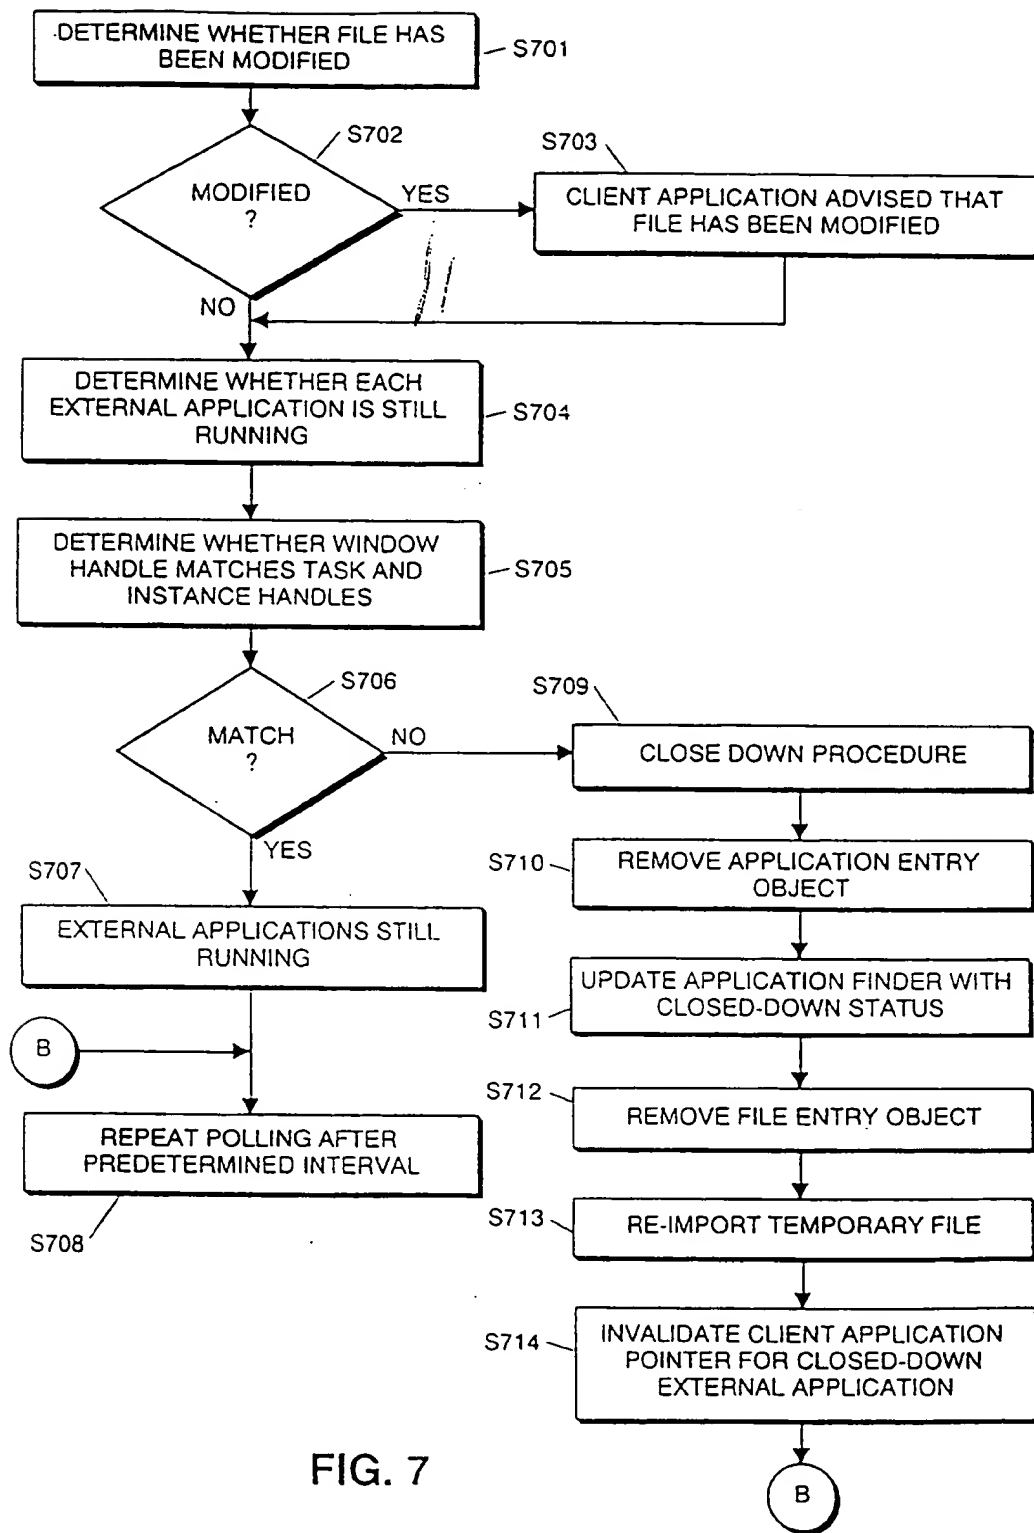 DETERMINE WHETHER FILE HAS
BEEN MODIFIED
S701
S702
MODIFIED
?
YES
NO
S703
CLIENT APPLICATION ADVISED THAT
FILE HAS BEEN MODIFIED
DETERMINE WHETHER EACH
EXTERNAL APPLICATION IS STILL
RUNNING
S704
DETERMINE WHETHER WINDOW
HANDLE MATCHES TASK AND
INSTANCE HANDLES
S705
S706
MATCH
?
NO
YES
S707
EXTERNAL APPLICATIONS STILL
RUNNING
B
REPEAT POLLING AFTER
PREDETERMINED INTERVAL
S708
S709
CLOSE DOWN PROCEDURE
S710
REMOVE APPLICATION ENTRY
OBJECT
UPDATE APPLICATION FINDER WITH
CLOSED-DOWN STATUS
S711
S712
REMOVE FILE ENTRY OBJECT
S713
RE-IMPORT TEMPORARY FILE
S714
INVALIDATE CLIENT APPLICATION
POINTER FOR CLOSED-DOWN
EXTERNAL APPLICATION
B
FIG. 7